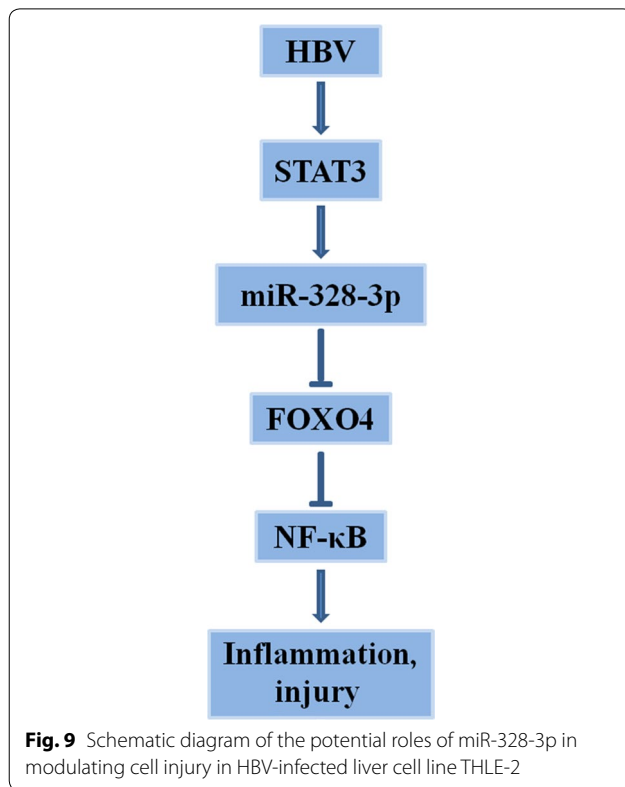 HBV
STAT3
miR-328-3p
FOXO4
NF-κB
Inflammation,
injury
Fig. 9 Schematic diagram of the potential roles of miR-328-3p in
modulating cell injury in HBV-infected liver cell line THLE-2